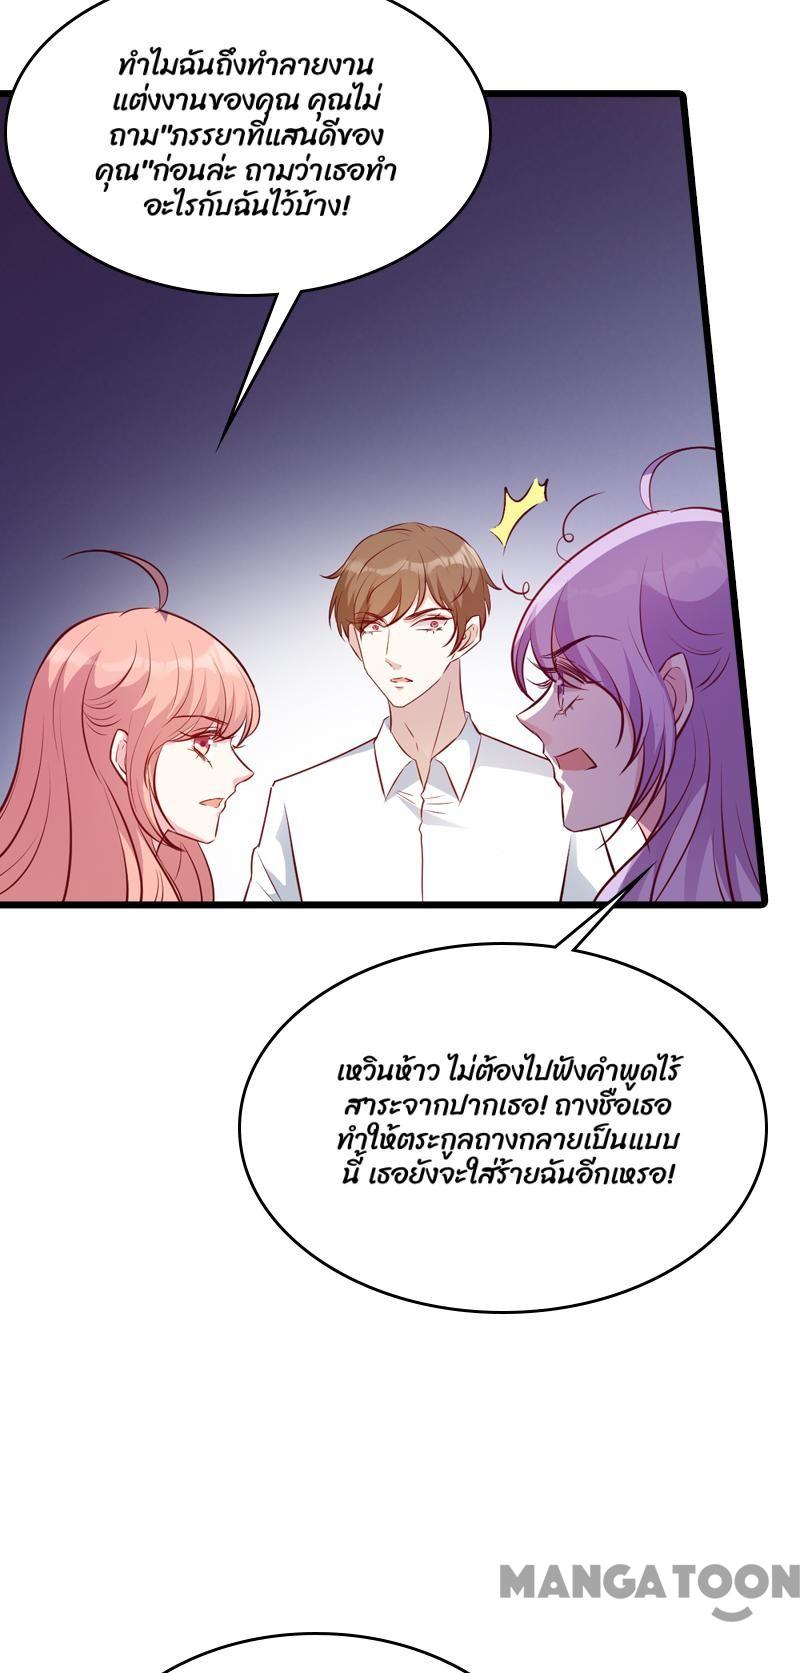 ทำไมฉันถึงทำลายงาน
แต่งงานของคุณ คุณไม่
ถาม"ภรรยาที่แสนดีของ
คุณ"ก่อนล่ะ ถามว่าเธอทำ
อะไรกับฉันไว้บ้าง!
เหวินห้าว ไม่ต้องไปฟังคำพูดไร้
สาระจากปากเธอ! ถางซือเธอ
ทำให้ตระกูลถางกลายเป็นแบบ
นี้ เธอยังจะใส่ร้ายฉันอีกเหรอ!
MANGATOON